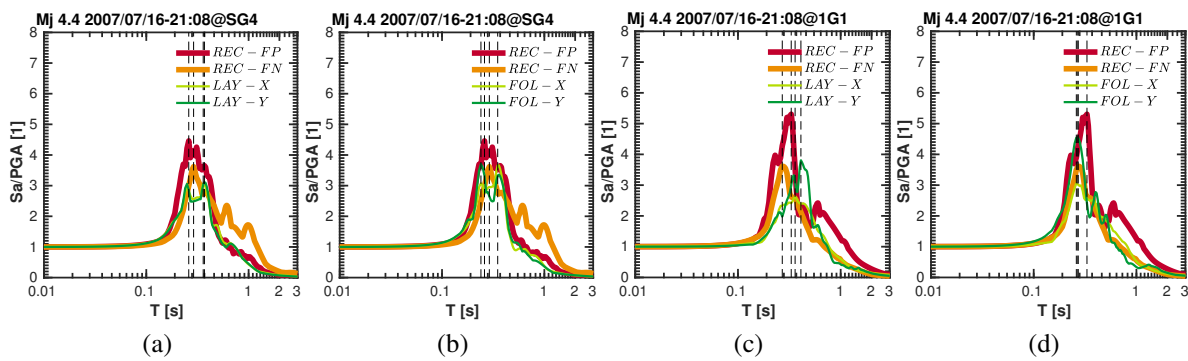 Mj 4.4 2007/07/16-21:08@SG4
8
7
6
5
4
3
2
1
0
Sa/PGA [1]
REC − FP
REC − FN
LAY − X
LAY − Y
0.01 0.1 1 2 3
T [s]
(a)
Mj 4.4 2007/07/16-21:08@SG4
8
7
6
5
4
3
2
1
0
Sa/PGA [1]
REC − FP
REC − FN
FOL − X
FOL − Y
0.01 0.1 1 2 3
T [s]
(b)
Mj 4.4 2007/07/16-21:08@1G1
8
7
6
5
4
3
2
1
0
Sa/PGA [1]
REC − FP
REC − FN
LAY − X
LAY − Y
0.01 0.1 1 2 3
T [s]
(c)
Mj 4.4 2007/07/16-21:08@1G1
8
7
6
5
4
3
2
1
0
Sa/PGA [1]
REC − FP
REC − FN
FOL − X
FOL − Y
0.01 0.1 1 2 3
T [s]
(d)